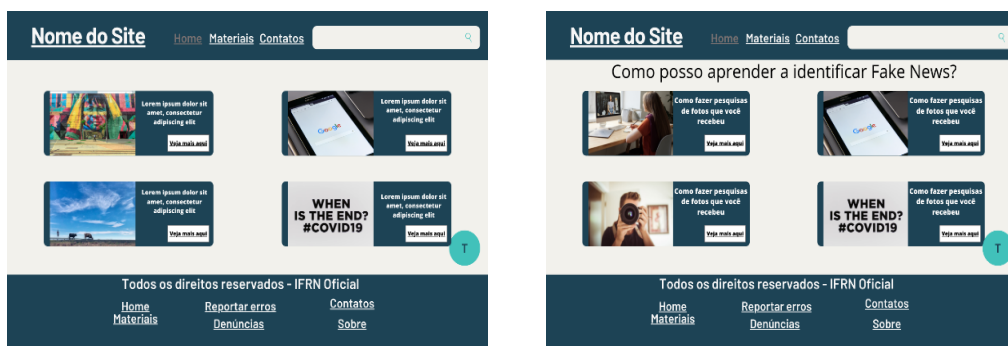 Nome do Site Home Materiais Contatos
Lorem ipsum dolor sit
amet, consectetur
adipiscing elit
Veja mais aqui
Google
Lorem ipsum dolor sit
amet, consectetur
adipiscing elit
Veja mais aqui
Lorem ipsum dolor sit
amet, consectetur
adipiscing elit
Veja mais aqui
WHEN
IS THE END?
#COVID19
Lorem ipsum dolor sit
amet, consectetur
adipiscing elit
Veja mais aqui
T
Todos os direitos reservados - IFRN Oficial
Home Reportar erros Contatos
Materiais Denúncias Sobre
Nome do Site Home Materiais Contatos
Como posso aprender a identificar Fake News?
Como fazer pesquisas
de fotos que você
recebeu
Veja mais aqui
Google
Como fazer pesquisas
de fotos que você
recebeu
Veja mais aqui
Como fazer pesquisas
de fotos que você
recebeu
Veja mais aqui
WHEN
IS THE END?
#COVID19
Como fazer pesquisas
de fotos que você
recebeu
Veja mais aqui
T
Todos os direitos reservados - IFRN Oficial
Home Reportar erros Contatos
Materiais Denúncias Sobre